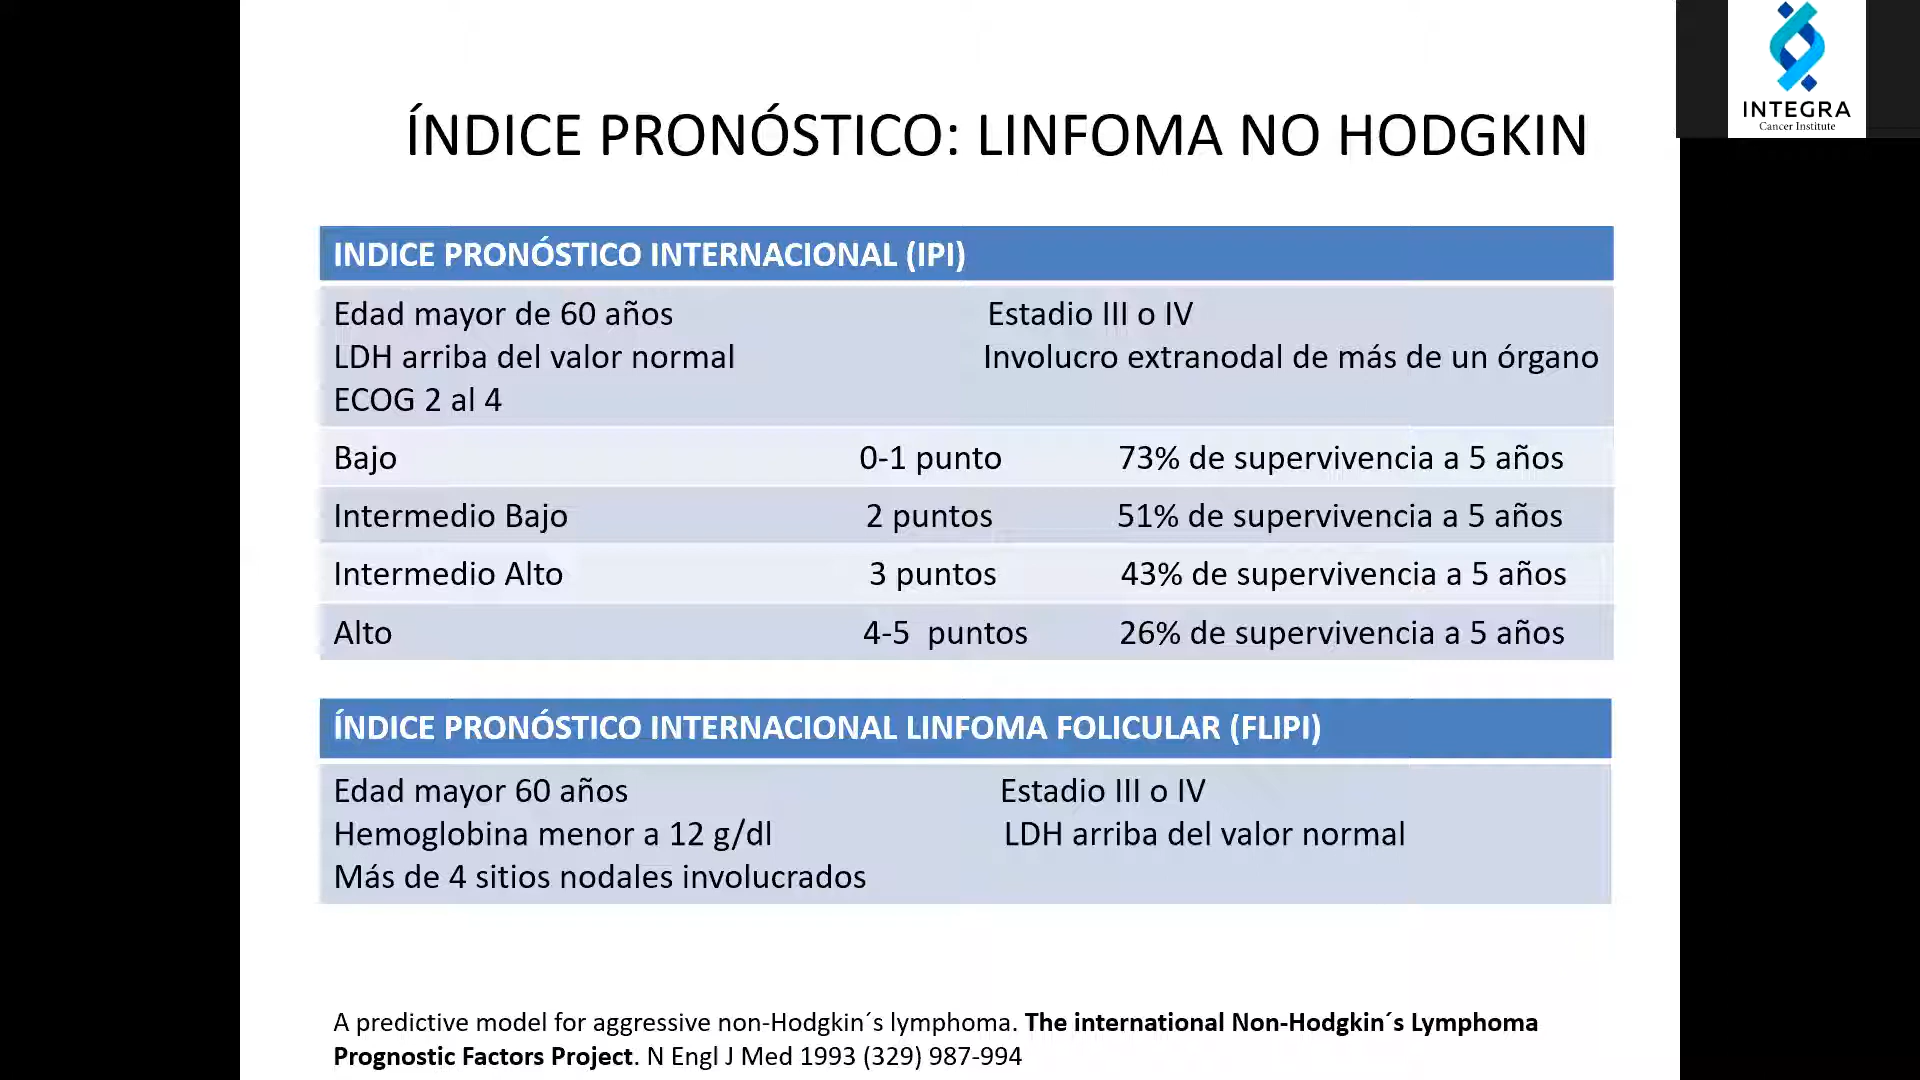 INTEGRA
Cancer Institute
ÍNDICE PRONÓSTICO: LINFOMA NO HODGKIN
INDICE PRONÓSTICO INTERNACIONAL (IPI)
Edad mayor de 60 años Estadio III o IV
LDH arriba del valor normal Involucro extranodal de más de un órgano
ECOG 2 al 4
Bajo 0-1 punto 73% de supervivencia a 5 años
Intermedio Bajo 2 puntos 51% de supervivencia a 5 años
Intermedio Alto 3 puntos 43% de supervivencia a 5 años
Alto 4-5 puntos 26% de supervivencia a 5 años
ÍNDICE PRONÓSTICO INTERNACIONAL LINFOMA FOLICULAR (FLIPI)
Edad mayor 60 años Estadio III o IV
Hemoglobina menor a 12 g/dl LDH arriba del valor normal
Más de 4 sitios nodales involucrados
A predictive model for aggressive non-Hodgkin´s lymphoma. The international Non-Hodgkin´s Lymphoma
Prognostic Factors Project. N Engl J Med 1993 (329) 987-994